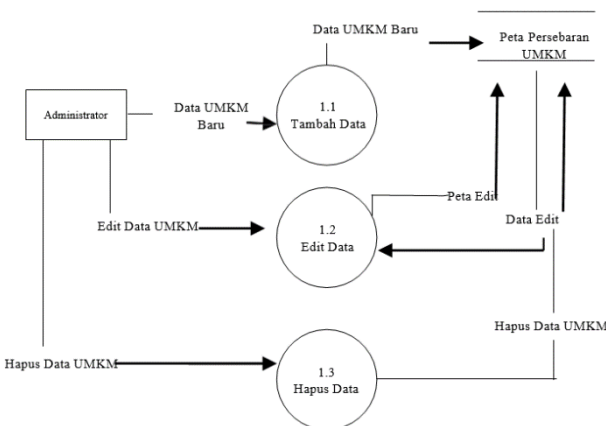 Data UMKM Baru
Peta Persebaran
UMKM
Administrator
Data UMKM
Baru
1.1
Tambah Data
Peta Edit
Edit Data UMKM
1.2
Edit Data
Data Edit
Hapus Data UMKM
Hapus Data UMKM
1.3
Hapus Data